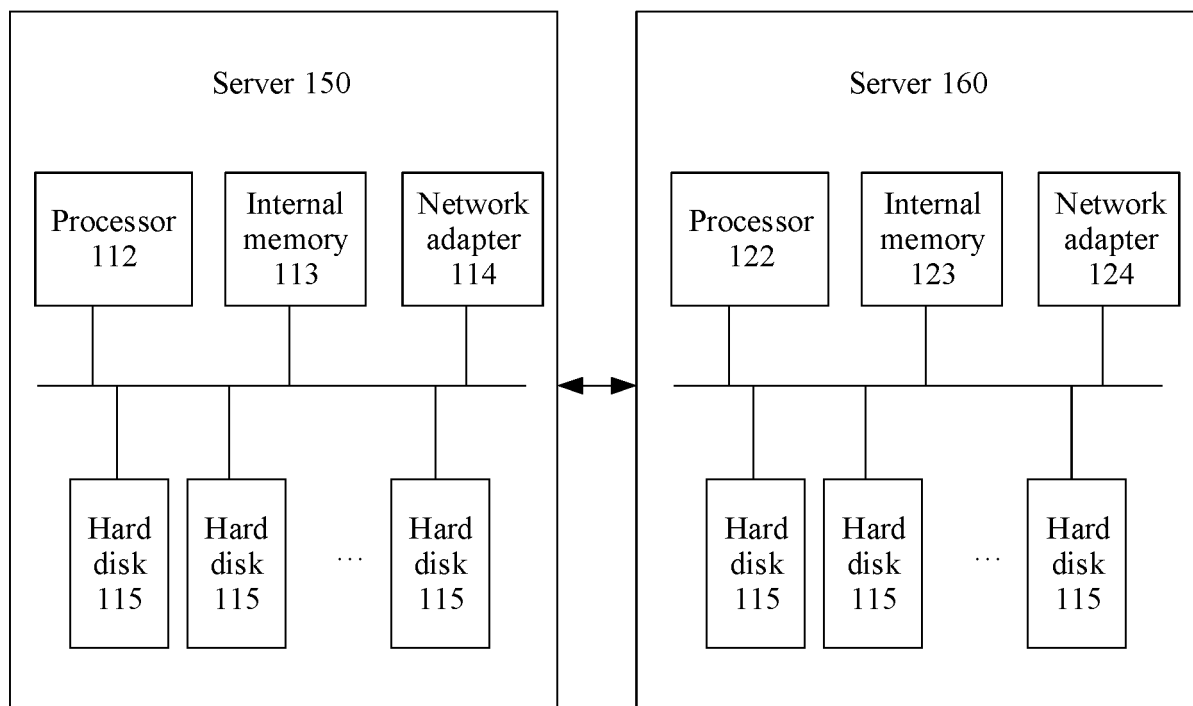 Server 150
Server 160
Processor
112
Internal
memory
113
Network
adapter
114
Processor
122
Internal
memory
123
Network
adapter
124
Hard
disk
115
Hard
disk
115
...
Hard
disk
115
Hard
disk
115
Hard
disk
115
...
Hard
disk
115